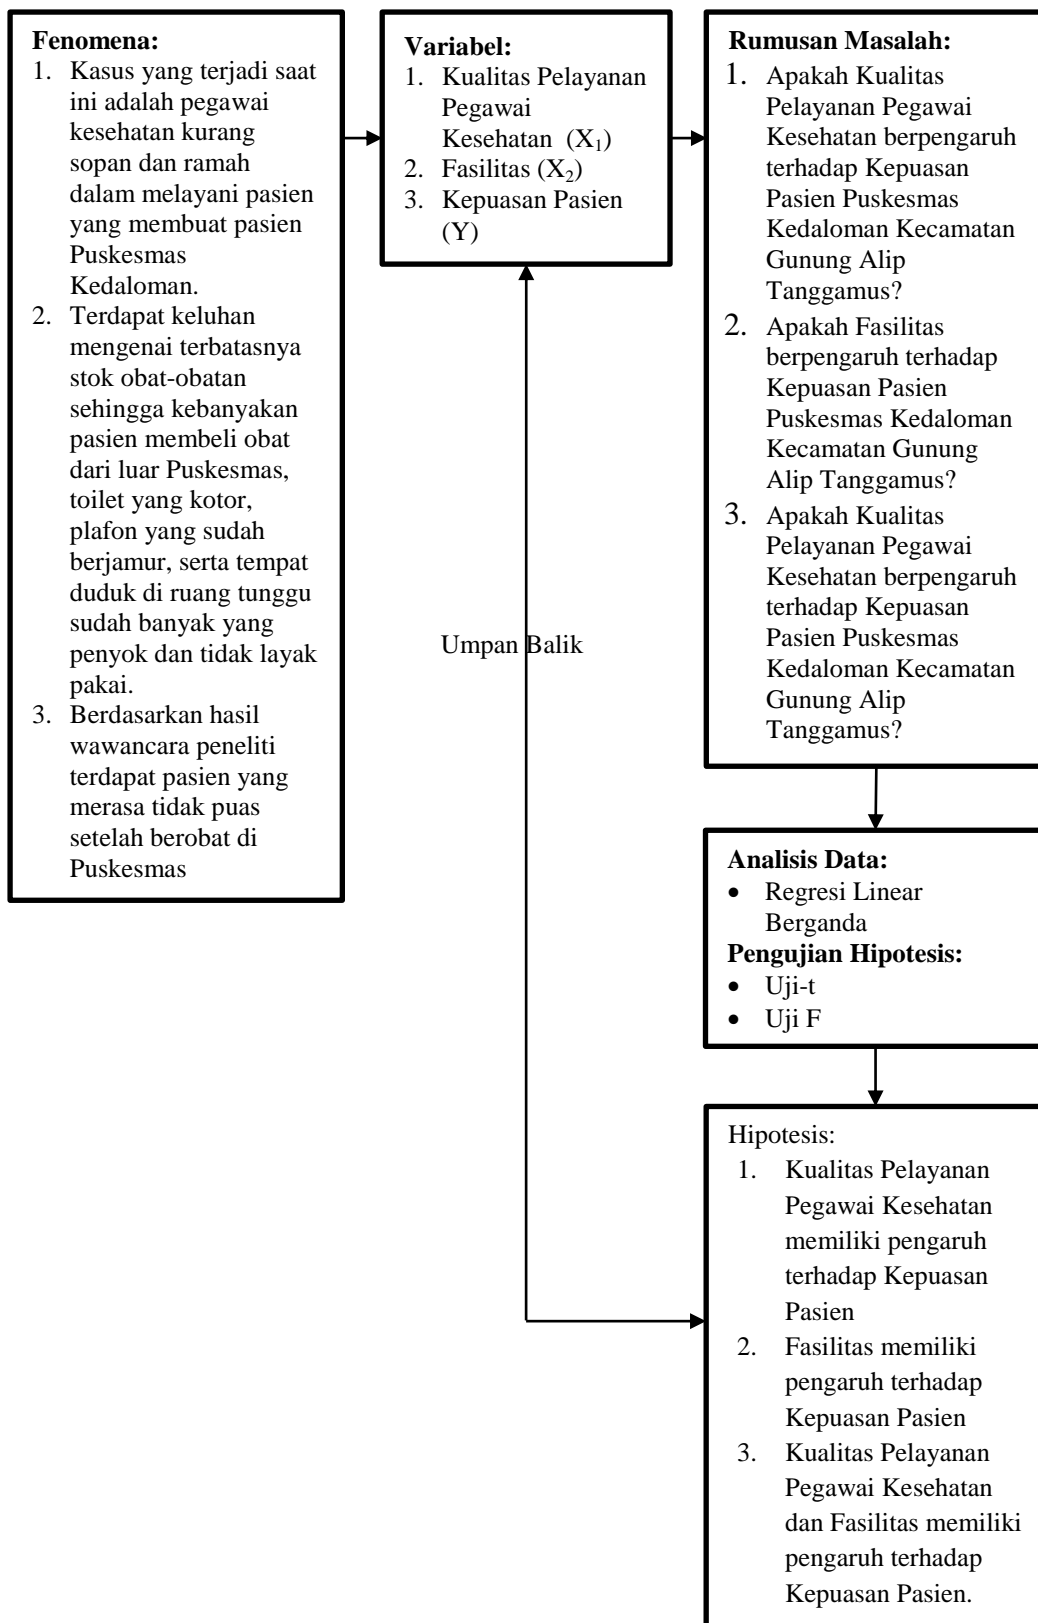 Fenomena:
1. Kasus yang terjadi saat
ini adalah pegawai
kesehatan kurang
sopan dan ramah
dalam melayani pasien
yang membuat pasien
Puskesmas
Kedaloman.
2. Terdapat keluhan
mengenai terbatasnya
stok obat-obatan
sehingga kebanyakan
pasien membeli obat
dari luar Puskesmas,
toilet yang kotor,
plafon yang sudah
berjamur, serta tempat
duduk di ruang tunggu
sudah banyak yang
penyok dan tidak layak
pakai.
3. Berdasarkan hasil
wawancara peneliti
terdapat pasien yang
merasa tidak puas
setelah berobat di
Puskesmas
Variabel:
1. Kualitas Pelayanan
Pegawai
Kesehatan (X₁)
2. Fasilitas (X₂)
3. Kepuasan Pasien
(Y)
Umpan Balik
Rumusan Masalah:
1. Apakah Kualitas
Pelayanan Pegawai
Kesehatan berpengaruh
terhadap Kepuasan
Pasien Puskesmas
Kedaloman Kecamatan
Gunung Alip
Tanggamus?
2. Apakah Fasilitas
berpengaruh terhadap
Kepuasan Pasien
Puskesmas Kedaloman
Kecamatan Gunung
Alip Tanggamus?
3. Apakah Kualitas
Pelayanan Pegawai
Kesehatan berpengaruh
terhadap Kepuasan
Pasien Puskesmas
Kedaloman Kecamatan
Gunung Alip
Tanggamus?
Analisis Data:
• Regresi Linear
Berganda
Pengujian Hipotesis:
• Uji-t
• Uji F
Hipotesis:
1. Kualitas Pelayanan
Pegawai Kesehatan
memiliki pengaruh
terhadap Kepuasan
Pasien
2. Fasilitas memiliki
pengaruh terhadap
Kepuasan Pasien
3. Kualitas Pelayanan
Pegawai Kesehatan
dan Fasilitas memiliki
pengaruh terhadap
Kepuasan Pasien.